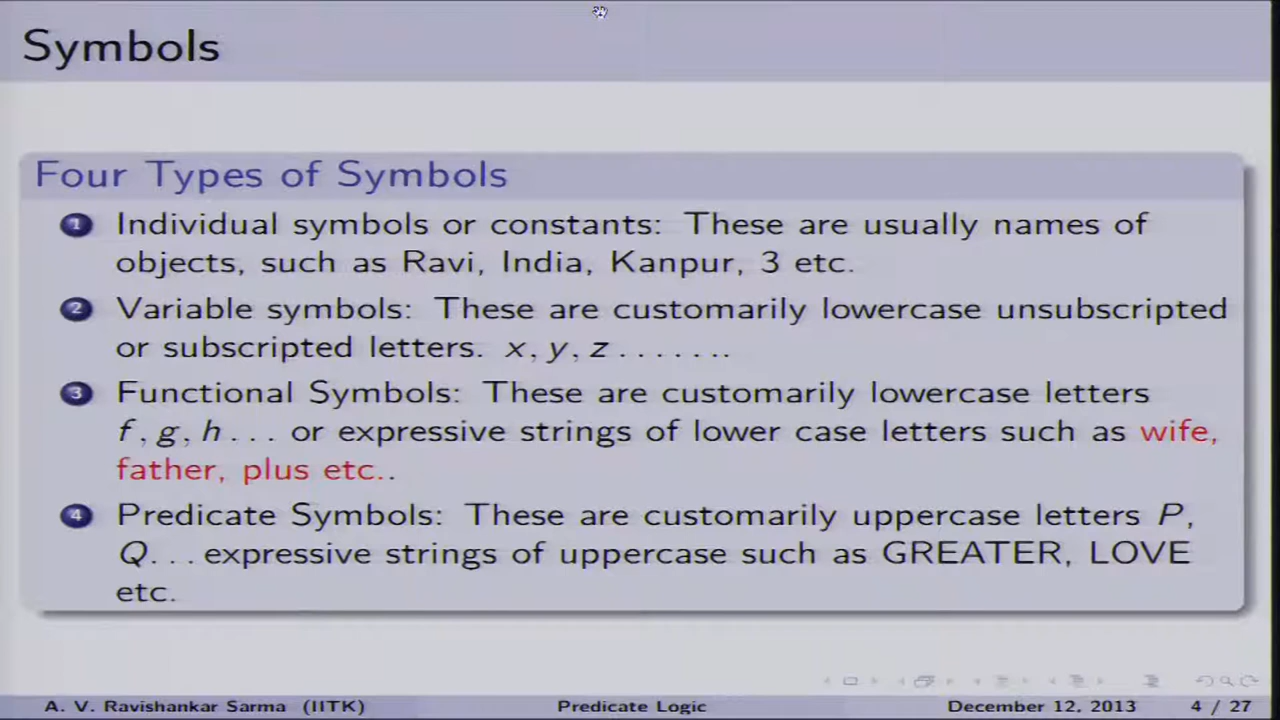 Symbols
Four Types of Symbols
1 Individual symbols or constants: These are usually names of
objects, such as Ravi, India, Kanpur, 3 etc.
2 Variable symbols: These are customarily lowercase unsubscripted
or subscripted letters. x, y, z.......
3 Functional Symbols: These are customarily lowercase letters
f, g, h... or expressive strings of lower case letters such as wife,
father, plus etc..
4 Predicate Symbols: These are customarily uppercase letters P,
Q... expressive strings of uppercase such as GREATER, LOVE
etc.
A. V. Ravishankar Sarma (IITK) Predicate Logic December 12, 2013 4 / 27